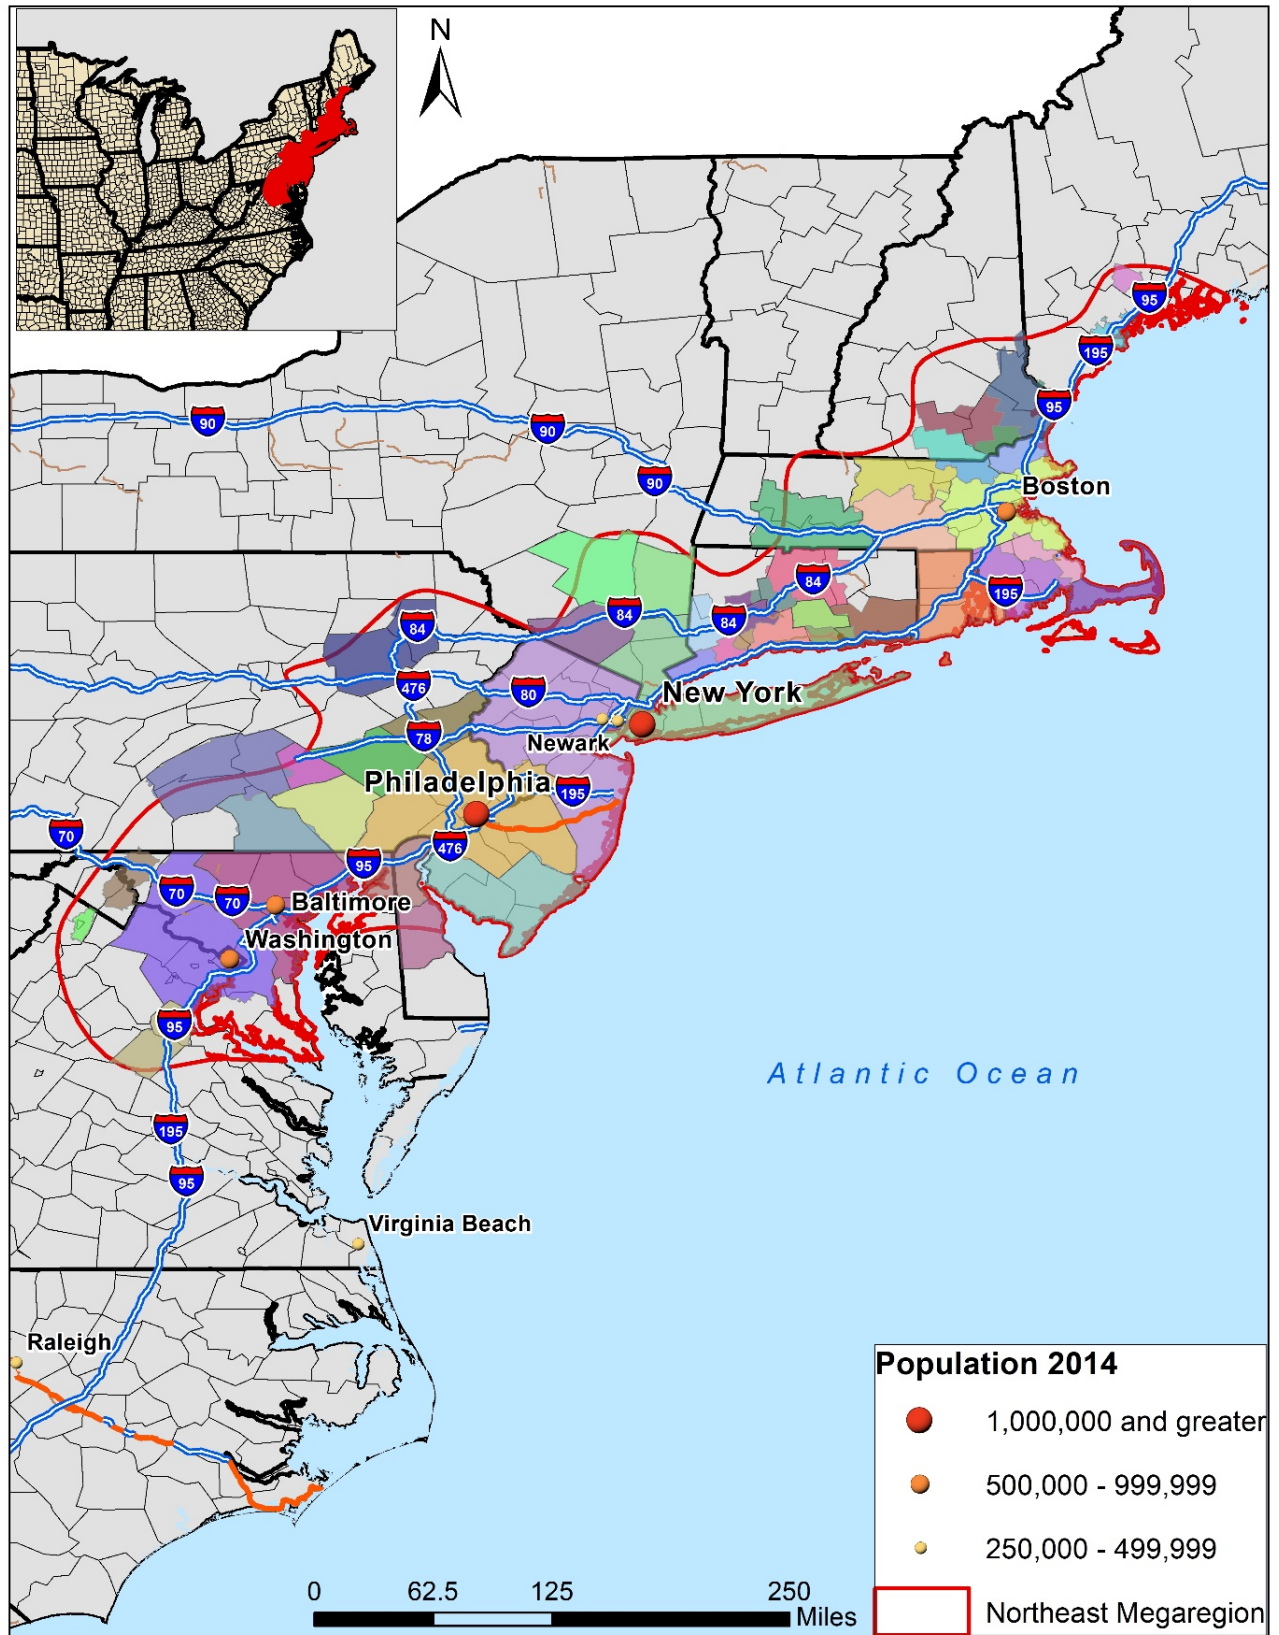 N
95
195
95
90
90
90
Boston
84
195
84
84
84
476
80
New York
78
Newark
Philadelphia
195
70
476
95
70
70
Baltimore
Washington
95
Atlantic Ocean
195
95
Virginia Beach
Raleigh
Population 2014
1,000,000 and greater
500,000 - 999,999
250,000 - 499,999
Northeast Megaregion
0 62.5 125 250
Miles